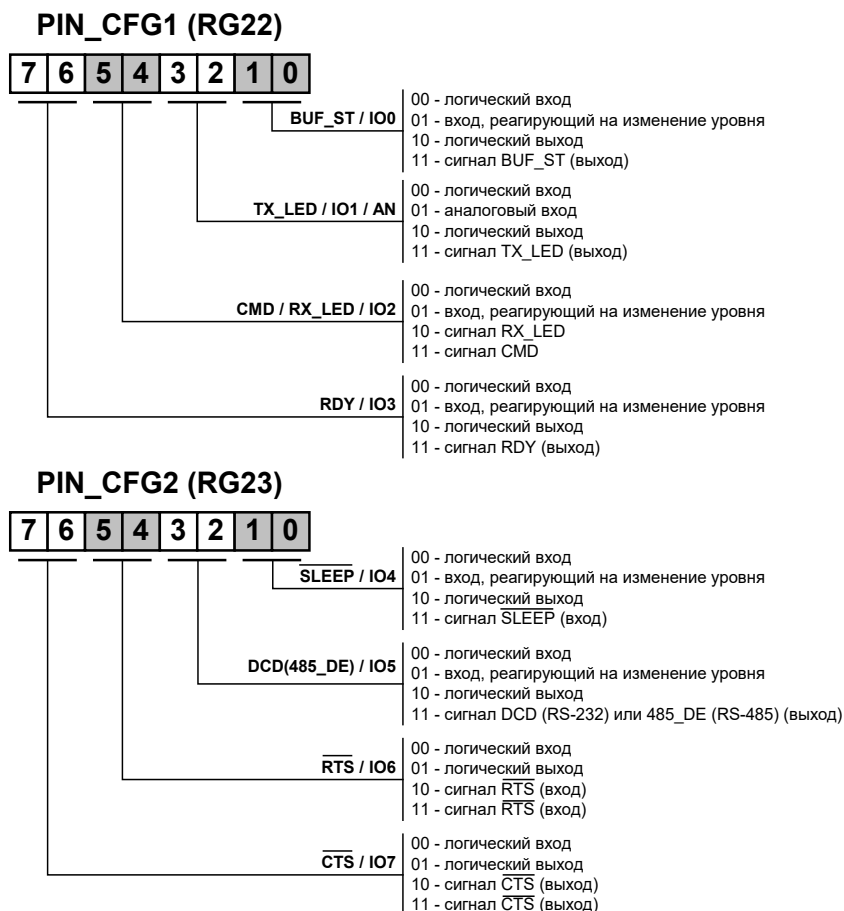 PIN_CFG1 (RG22)
7 6 5 4 3 2 1 0
BUF_ST / IO0
00 - логический вход
01 - вход, реагирующий на изменение уровня
10 - логический выход
11 - сигнал BUF_ST (выход)
TX_LED / IO1 / AN
00 - логический вход
01 - аналоговый вход
10 - логический выход
11 - сигнал TX_LED (выход)
CMD / RX_LED / IO2
00 - логический вход
01 - вход, реагирующий на изменение уровня
10 - сигнал RX_LED
11 - сигнал CMD
RDY / IO3
00 - логический вход
01 - вход, реагирующий на изменение уровня
10 - логический выход
11 - сигнал RDY (выход)
PIN_CFG2 (RG23)
7 6 5 4 3 2 1 0
S̅L̅E̅E̅P̅ / IO4
00 - логический вход
01 - вход, реагирующий на изменение уровня
10 - логический выход
11 - сигнал S̅L̅E̅E̅P̅ (вход)
DCD(485_DE) / IO5
00 - логический вход
01 - вход, реагирующий на изменение уровня
10 - логический выход
11 - сигнал DCD (RS-232) или 485_DE (RS-485) (выход)
R̅T̅S̅ / IO6
00 - логический вход
01 - логический выход
10 - сигнал R̅T̅S̅ (вход)
11 - сигнал R̅T̅S̅ (вход)
C̅T̅S̅ / IO7
00 - логический вход
01 - логический выход
10 - сигнал C̅T̅S̅ (выход)
11 - сигнал C̅T̅S̅ (выход)